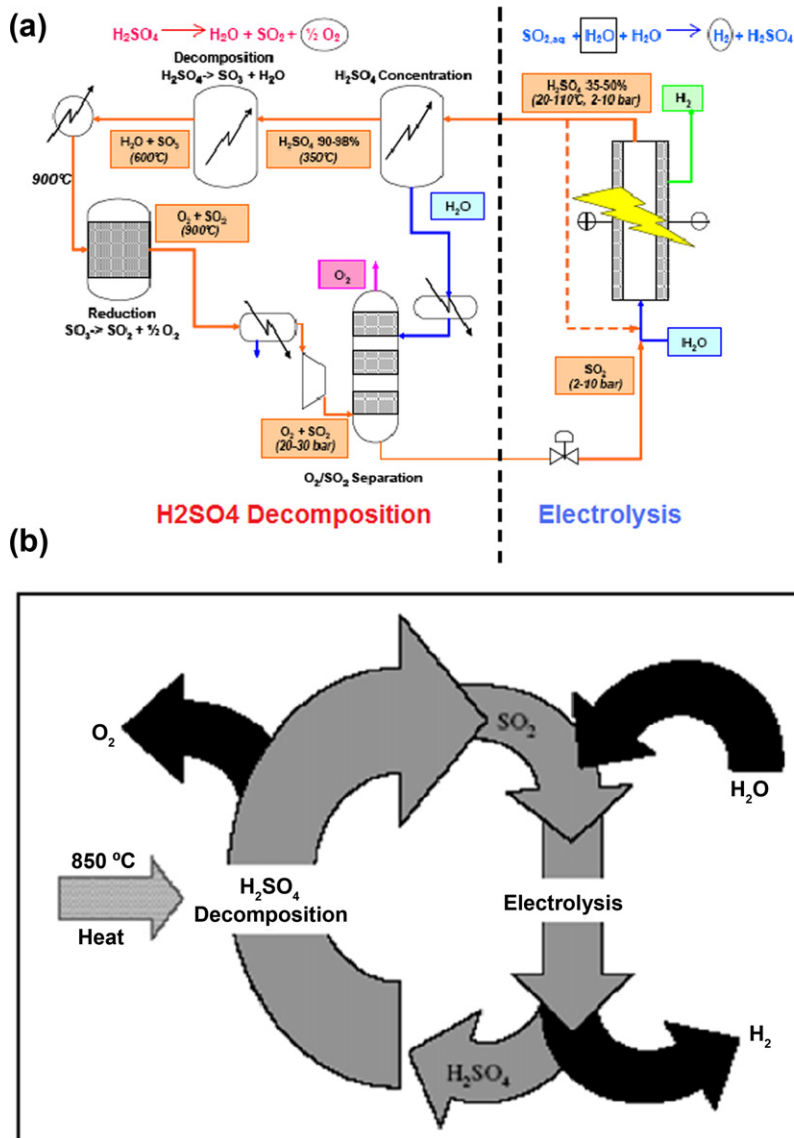 (a)
H₂SO₄ → H₂O + SO₂ + ½ O₂
SO₂,aq + H₂O + H₂O → H₂ + H₂SO₄
Decomposition
H₂SO₄-> SO₃ + H₂O
H₂SO₄ Concentration
H₂SO₄ 35-50%
(20-110℃, 2-10 bar)
H₂
H₂O + SO₃
(600℃)
H₂SO₄ 90-98%
(350℃)
900℃
H₂O
O₂ + SO₂
(900℃)
O₂
Reduction
SO₃-> SO₂ + ½ O₂
H₂O
SO₂
(2-10 bar)
O₂ + SO₂
(20-30 bar)
O₂/SO₂ Separation
H2SO4 Decomposition
Electrolysis
(b)
SO₂
O₂
H₂O
850 ºC
Heat
H₂SO₄
Decomposition
Electrolysis
H₂SO₄
H₂